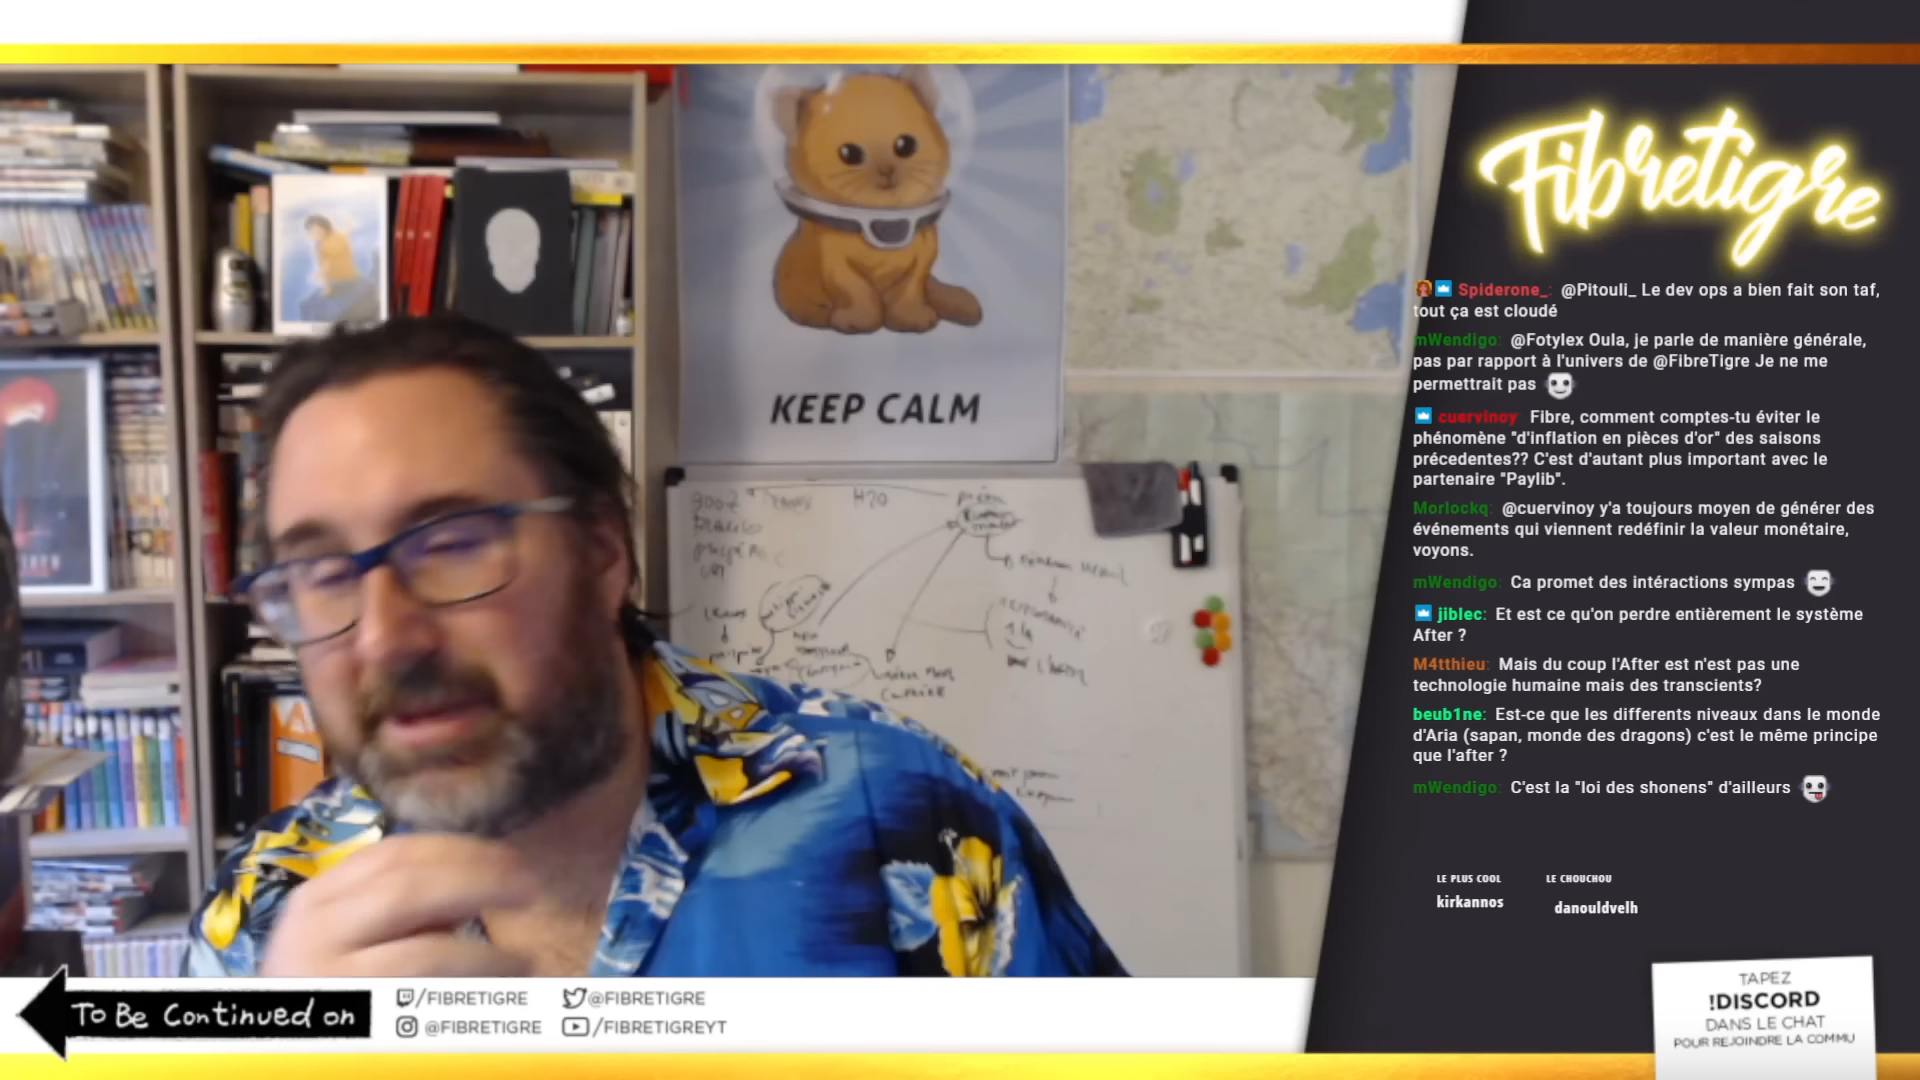 KEEP CALM
H20
Fibretigre
Spiderone_: @Pitouli_ Le dev ops a bien fait son taf,
tout ça est cloudé
mWendigo: @Fotylex Oula, je parle de manière générale,
pas par rapport à l'univers de @FibreTigre Je ne me
permettrait pas
cuervinoy: Fibre, comment comptes-tu éviter le
phénomène "d'inflation en pièces d'or" des saisons
précedentes?? C'est d'autant plus important avec le
partenaire "Paylib".
Morlockq: @cuervinoy y'a toujours moyen de générer des
événements qui viennent redéfinir la valeur monétaire,
voyons.
mWendigo: Ca promet des intéractions sympas
jiblec: Et est ce qu'on perdre entièrement le système
After ?
M4tthieu: Mais du coup l'After est n'est pas une
technologie humaine mais des transcients?
beub1ne: Est-ce que les differents niveaux dans le monde
d'Aria (sapan, monde des dragons) c'est le même principe
que l'after ?
mWendigo: C'est la "loi des shonens" d'ailleurs
LE PLUS COOL
kirkannos
LE CHOUCHOU
danouldvelh
To Be Continued on
/FIBRETIGRE
@FIBRETIGRE
@FIBRETIGRE
/FIBRETIGREYT
TAPEZ
!DISCORD
DANS LE CHAT
POUR REJOINDRE LA COMMU